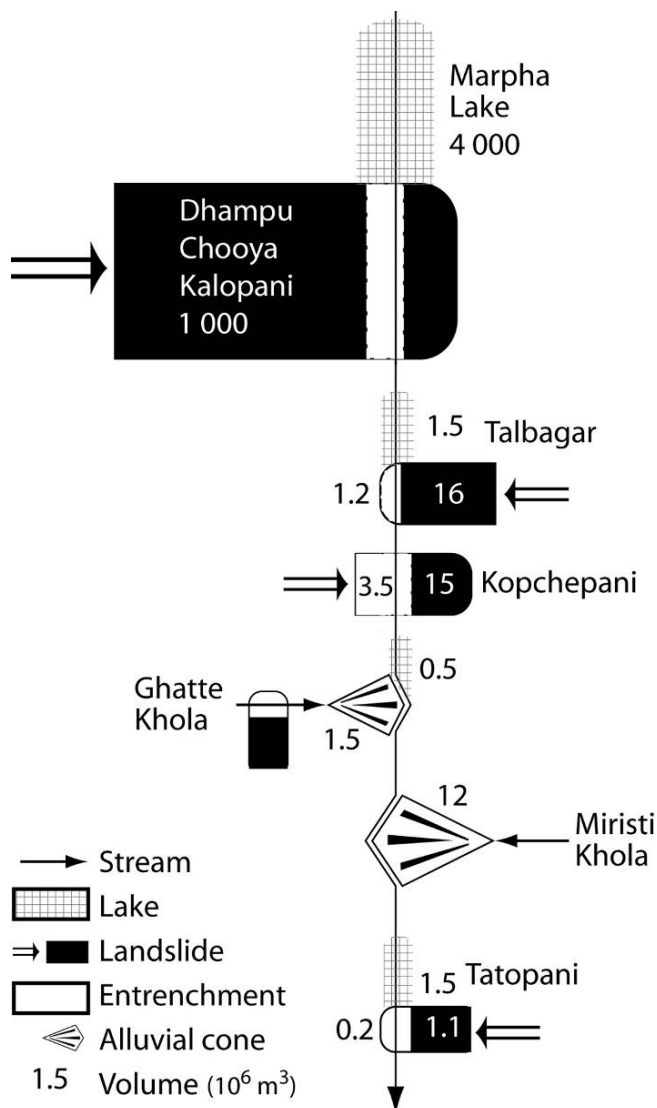 Marpha
Lake
4 000
Dhampu
Chooya
Kalopani
1 000
1.5
Talbagar
1.2
16
3.5
15
Kopchepani
0.5
Ghatte
Khola
1.5
12
Miristi
Khola
Stream
Lake
Landslide
Entrenchment
Alluvial cone
1.5 Volume (10⁶ m³)
1.5
Tatopani
0.2
1.1